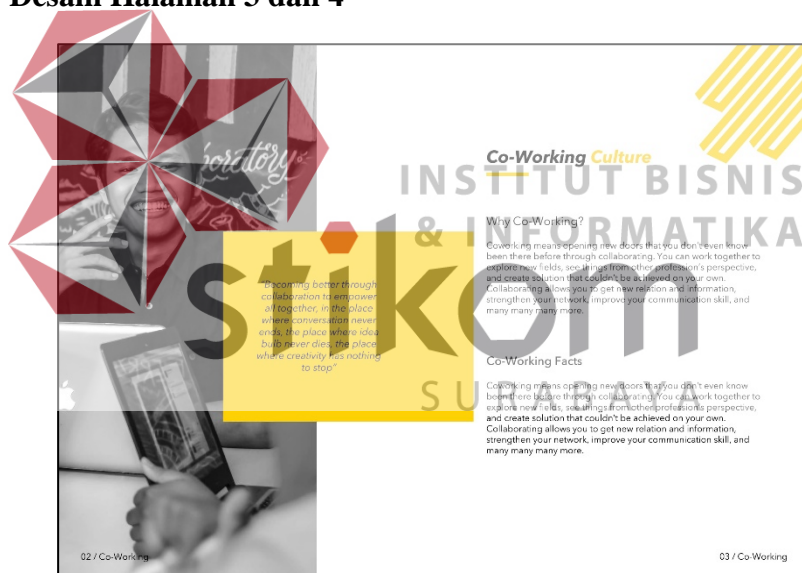 Desain Halaman 3 dan 4
boratory
"Becoming better through
collaboration to empower
all together, in the place
where conversation never
ends, the place where idea
bulb never dies, the place
where creativity has nothing
to stop"
02 / Co-Working
Co-Working Culture
Why Co-Working?
Coworking means opening new doors that you don't even know
been there before through collaborating. You can work together to
explore new fields, see things from other profession's perspective,
and create solution that couldn't be achieved on your own.
Collaborating allows you to get new relation and information,
strengthen your network, improve your communication skill, and
many many many more.
Co-Working Facts
Coworking means opening new doors that you don't even know
been there before through collaborating. You can work together to
explore new fields, see things from other profession's perspective,
and create solution that couldn't be achieved on your own.
Collaborating allows you to get new relation and information,
strengthen your network, improve your communication skill, and
many many many more.
03 / Co-Working
INSTITUT BISNIS
& INFORMATIKA
stikom
SURABAYA